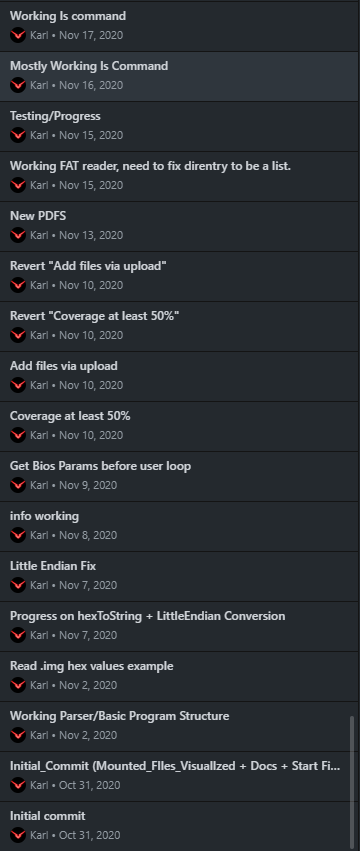 Working ls command
Karl • Nov 17, 2020
Mostly Working ls Command
Karl • Nov 16, 2020
Testing/Progress
Karl • Nov 15, 2020
Working FAT reader, need to fix direntry to be a list.
Karl • Nov 15, 2020
New PDFS
Karl • Nov 13, 2020
Revert "Add files via upload"
Karl • Nov 10, 2020
Revert "Coverage at least 50%"
Karl • Nov 10, 2020
Add files via upload
Karl • Nov 10, 2020
Coverage at least 50%
Karl • Nov 10, 2020
Get Bios Params before user loop
Karl • Nov 9, 2020
info working
Karl • Nov 8, 2020
Little Endian Fix
Karl • Nov 7, 2020
Progress on hexToString + LittleEndian Conversion
Karl • Nov 7, 2020
Read .img hex values example
Karl • Nov 2, 2020
Working Parser/Basic Program Structure
Karl • Nov 2, 2020
Initial_Commit (Mounted_FIles_VisualIzed + Docs + Start Fi...
Karl • Oct 31, 2020
Initial commit
Karl • Oct 31, 2020